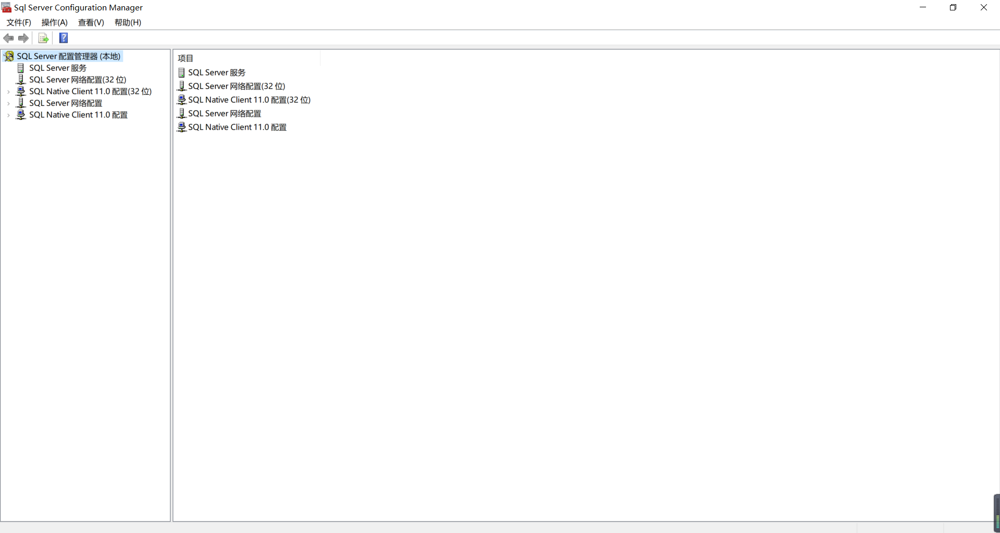 Sql Server Configuration Manager
文件(F) 操作(A) 查看(V) 帮助(H)
SQL Server 配置管理器 (本地)
SQL Server 服务
SQL Server 网络配置(32 位)
SQL Native Client 11.0 配置(32 位)
SQL Server 网络配置
SQL Native Client 11.0 配置
项目
SQL Server 服务
SQL Server 网络配置(32 位)
SQL Native Client 11.0 配置(32 位)
SQL Server 网络配置
SQL Native Client 11.0 配置